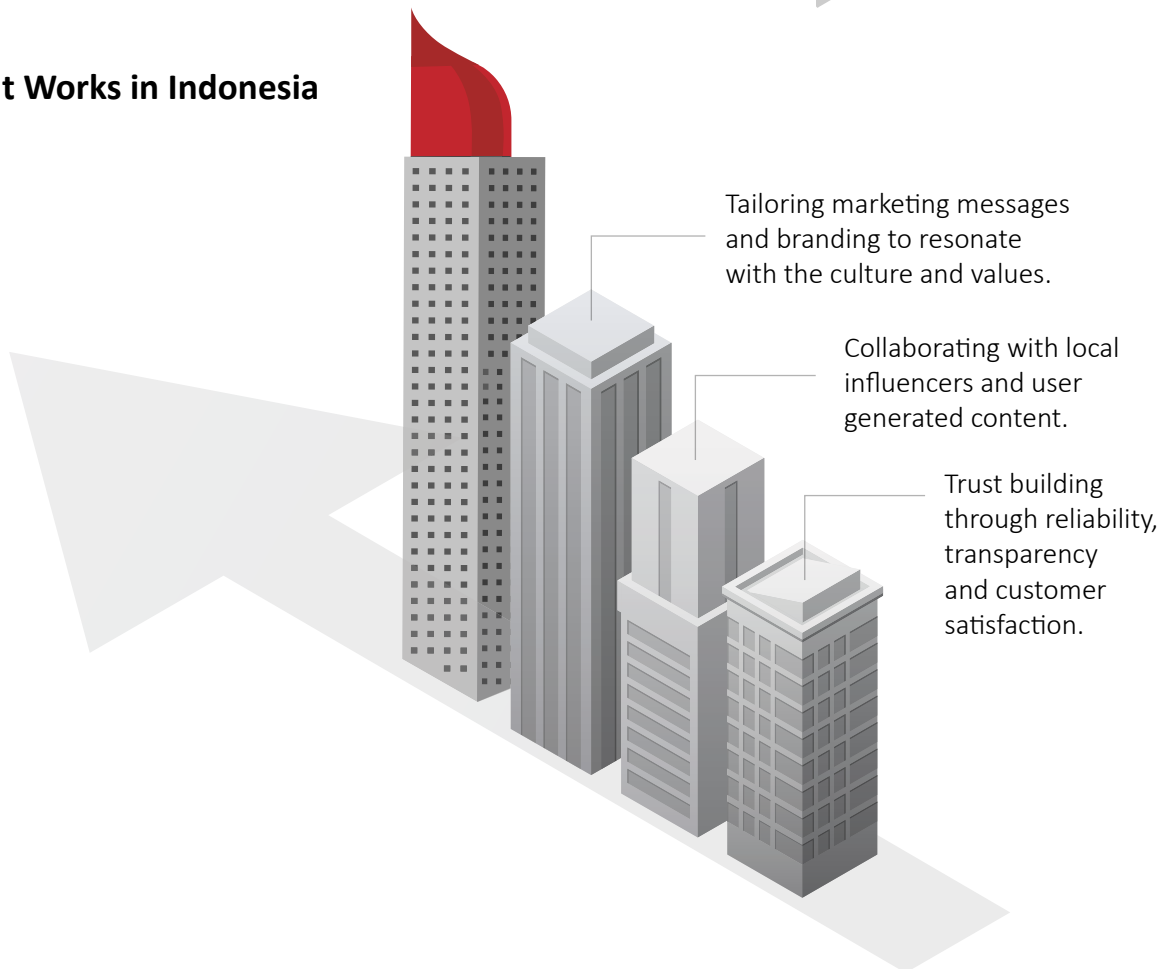 t Works in Indonesia
Tailoring marketing messages
and branding to resonate
with the culture and values.
Collaborating with local
influencers and user
generated content.
Trust building
through reliability,
transparency
and customer
satisfaction.